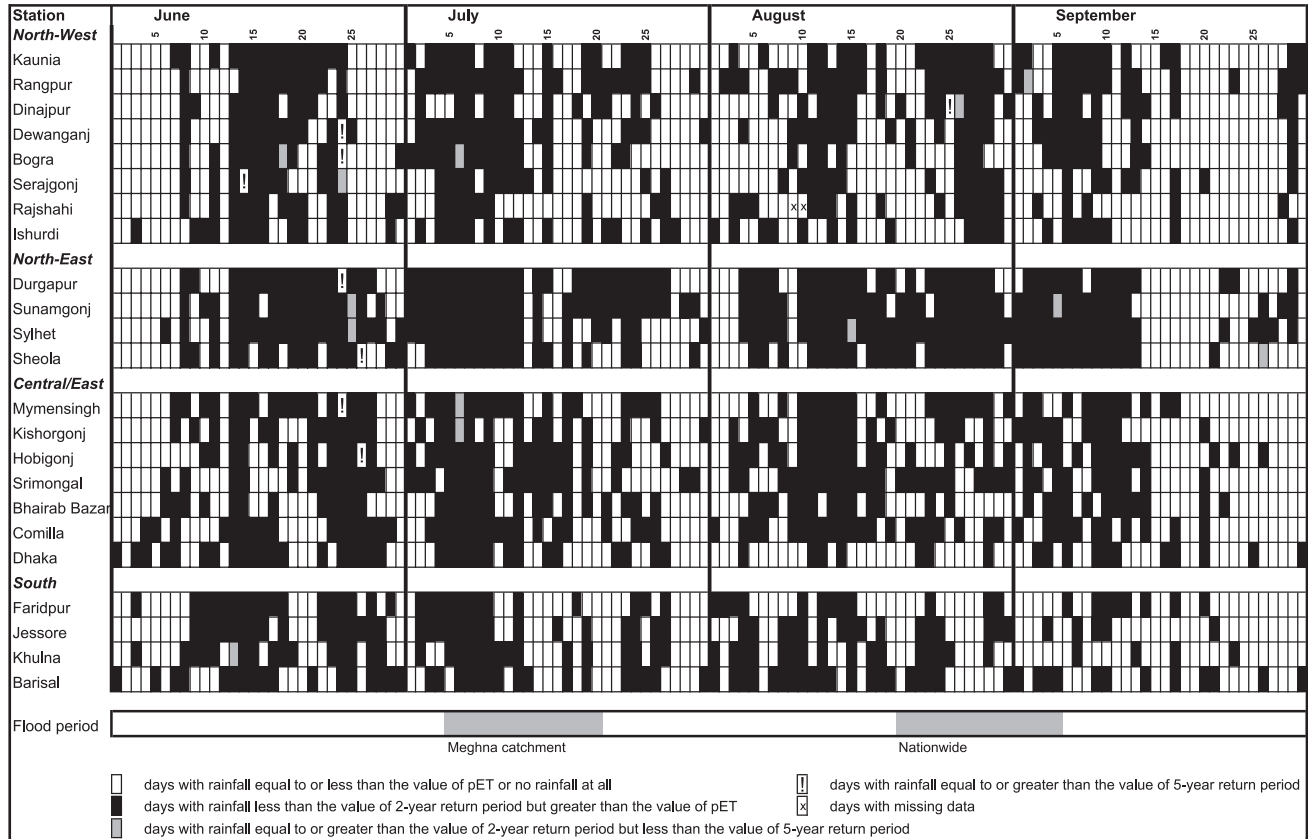 Station June July August September
North-West 5 10 15 20 25 5 10 15 20 25 5 10 15 20 25 5 10 15 20 25
Kaunia
Rangpur
Dinajpur !
Dewanganj !
Bogra !
Serajgonj !
Rajshahi x x
Ishurdi
North-East
Durgapur !
Sunamgonj
Sylhet
Sheola !
Central/East
Mymensingh !
Kishorgonj
Hobigonj !
Srimongal
Bhairab Bazar
Comilla
Dhaka
South
Faridpur
Jessore
Khulna
Barisal
Flood period
Meghna catchment Nationwide
days with rainfall equal to or less than the value of pET or no rainfall at all
! days with rainfall equal to or greater than the value of 5-year return period
days with rainfall less than the value of 2-year return period but greater than the value of pET
x days with missing data
days with rainfall equal to or greater than the value of 2-year return period but less than the value of 5-year return period